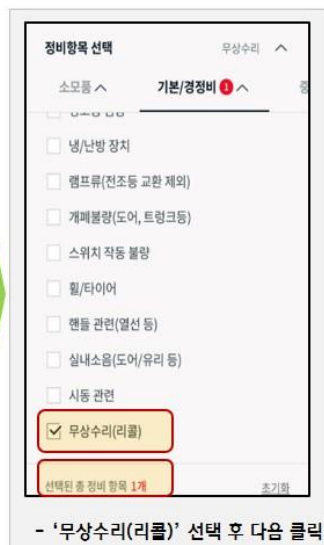 정비항목 선택 무상수리
소모품 기본/경정비 1 중
냉/난방 장치
램프류(전조등 교환 제외)
개폐불량(도어, 트렁크등)
스위치 작동 불량
휠/타이어
핸들 관련(열선 등)
실내소음(도어/유리 등)
시동 관련
무상수리(리콜)
선택된 총 정비 항목 1개 초기화
- ‘무상수리(리콜)’ 선택 후 다음 클릭